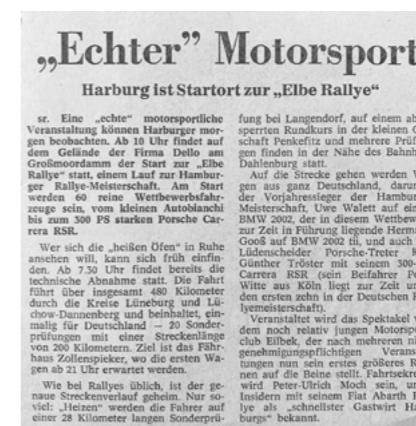 „Echter” Motorsport
Harburg ist Startort zur „Elbe Rallye“
sr. Eine „echte“ motorsportliche
Veranstaltung können Harburger mor-
gen beobachten. Ab 10 Uhr findet auf
dem Gelände der Firma Dello am
Großmoordamm der Start zur „Elbe
Rallye“ statt, einem Lauf zur Hambur-
ger Rallye-Meisterschaft. Am Start
werden 60 reine Wettbewerbsfahr-
zeuge sein, vom kleinen Autoblanchi
bis zum 300 PS starken Porsche Car-
rera RSR.
Wer sich die „heißen Öfen“ in Ruhe
ansehen will, kann sich früh einfin-
den. Ab 7.30 Uhr findet bereits die
technische Abnahme statt. Die Fahrt
führt über insgesamt 480 Kilometer
durch die Kreise Lüneburg und Lü-
chow-Dannenberg und beinhaltet, ein-
malig für Deutschland — 20 Sonder-
prüfungen mit einer Streckenlänge
von 200 Kilometern. Ziel ist das Fähr-
haus Zollenspieker, wo die ersten Wa-
gen ab 21 Uhr erwartet werden.
Wie bei Rallyes üblich, ist der ge-
naue Streckenverlauf geheim. Nur so-
viel: „Heizen“ werden die Fahrer auf
einer 28 Kilometer langen Sonderprü-
fung bei Langendorf, auf einem ab
sperrten Rundkurs in der kleinen
schaft Penkefitz und mehrere Prüf
gen finden in der Nähe des Bahnh
Dahlenburg statt.
Auf die Strecke gehen werden
gen aus ganz Deutschland, daru
der Vorjahressieger der Hambur
Meisterschaft, Uwe Walett auf ein
BMW 2002, der in diesem Wettbew
zur Zeit in Führung liegende Herma
Gooß auf BMW 2002 tii, und auch
Lüdenscheider Porsche-Treter
Günther Tröster mit seinem 300-
Carrera RSR (sein Beifahrer Pe
Witte aus Köln liegt zur Zeit un
den ersten zehn in der Deutschen
lyemeisterschaft).
Veranstaltet wird das Spektakel
dem noch relativ jungen Motorsp
club Eilbek, der nach mehreren ni
genehmigungspflichtigen Verans
tungen nun sein erstes größeres R
nen auf die Beine stellt. Fahrtsekr
wird Peter-Ulrich Moch sein, un
Insidern mit seinem Fiat Abarth
lye als „schnellster Gastwirt Ha
burgs“ bekannt.